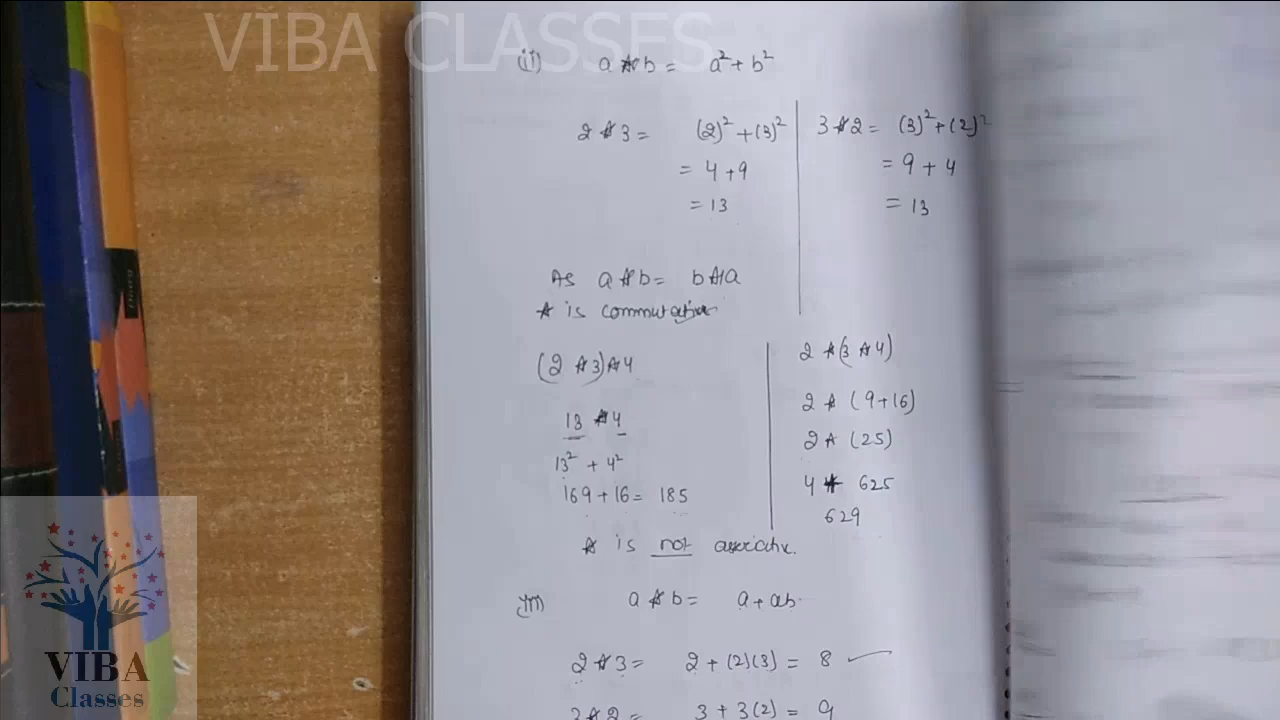 VIBA CLASSES
(ii) a * b = a² + b²
2 * 3 = (2)² + (3)²
= 4 + 9
= 13
3 * 2 = (3)² + (2)²
= 9 + 4
= 13
As a * b = b * a
* is commutative
(2 * 3) * 4
13 * 4
13² + 4²
169 + 16 = 185
2 * (3 * 4)
2 * (9+16)
2 * (25)
4 + 625
629
* is not associative.
(iii) a * b = a + ab
2 * 3 = 2 + (2)(3) = 8
3 * 2 = 3 + 3(2) = 9
VIBA
Classes